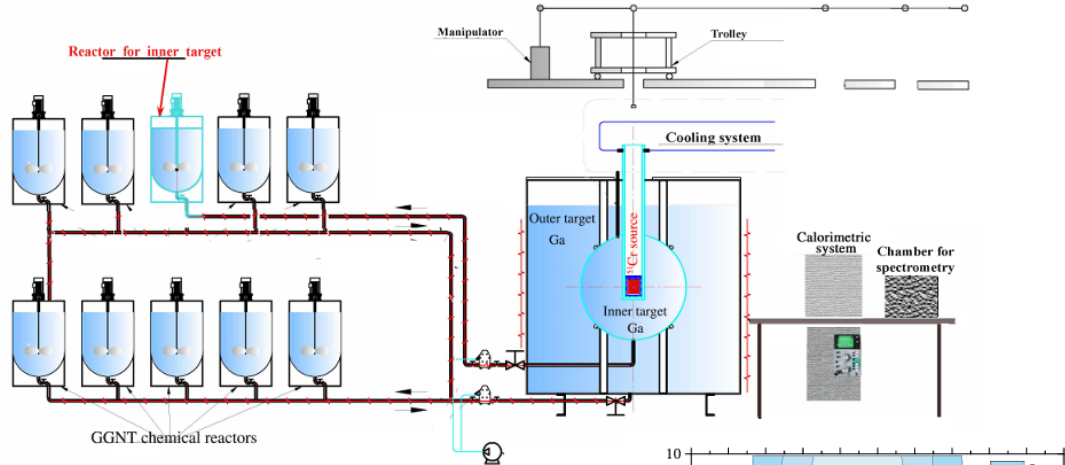 Manipulator
Trolley
Reactor for inner target
Cooling system
Outer target
Ga
⁵¹Cr source
Calorimetric
system
Chamber for
spectrometry
Inner target
Ga
GGNT chemical reactors
10